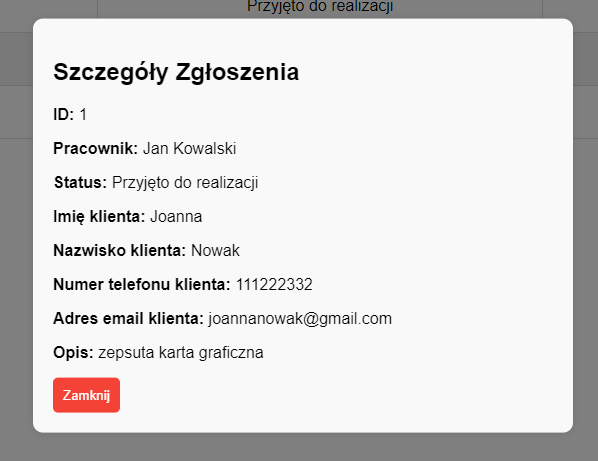 Przyjęto do realizacji
Szczegóły Zgłoszenia
ID: 1
Pracownik: Jan Kowalski
Status: Przyjęto do realizacji
Imię klienta: Joanna
Nazwisko klienta: Nowak
Numer telefonu klienta: 111222332
Adres email klienta: joannanowak@gmail.com
Opis: zepsuta karta graficzna
Zamknij